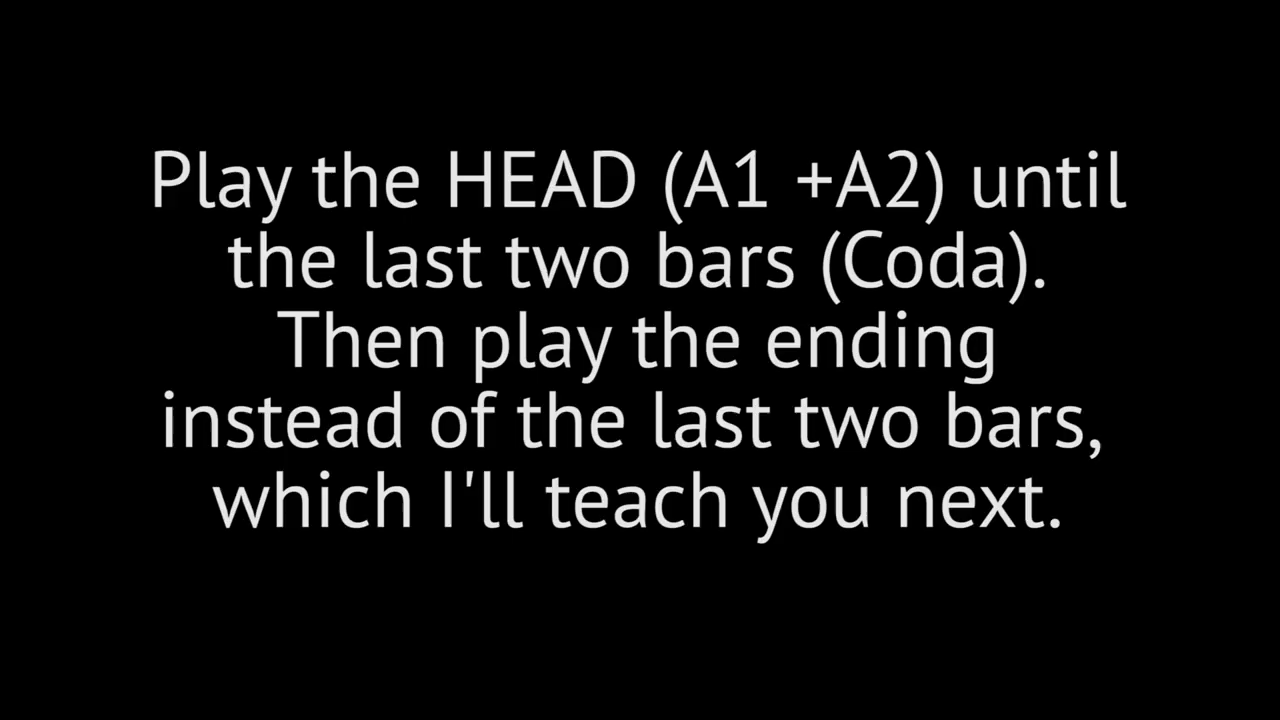 Play the HEAD (A1 +A2) until
the last two bars (Coda).
Then play the ending
instead of the last two bars,
which I'll teach you next.